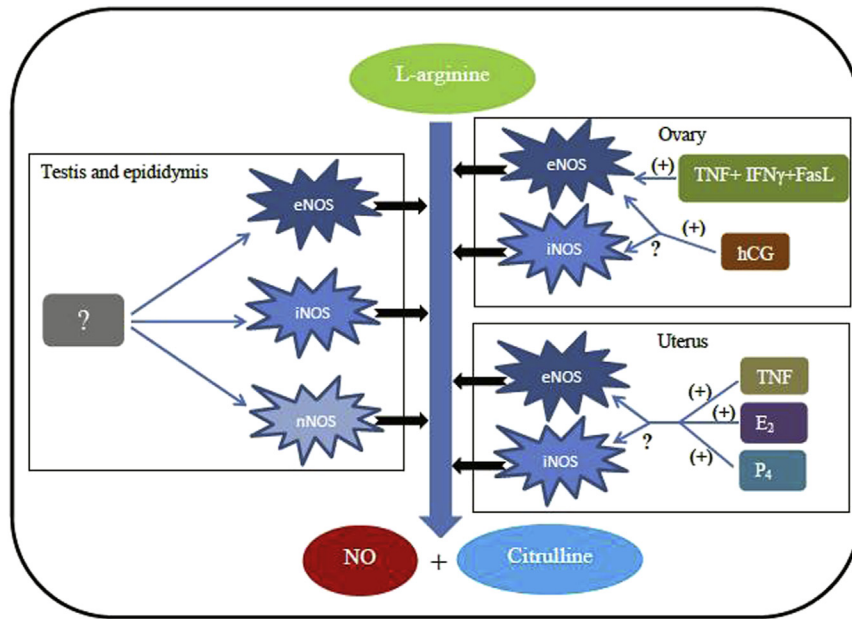 L-arginine
Testis and epididymis
eNOS
iNOS
nNOS
?
Ovary
eNOS
(+)
TNF+ IFNγ+FasL
iNOS
?
(+)
hCG
Uterus
eNOS
iNOS
?
(+)
TNF
(+)
E₂
(+)
P₄
NO + Citrulline